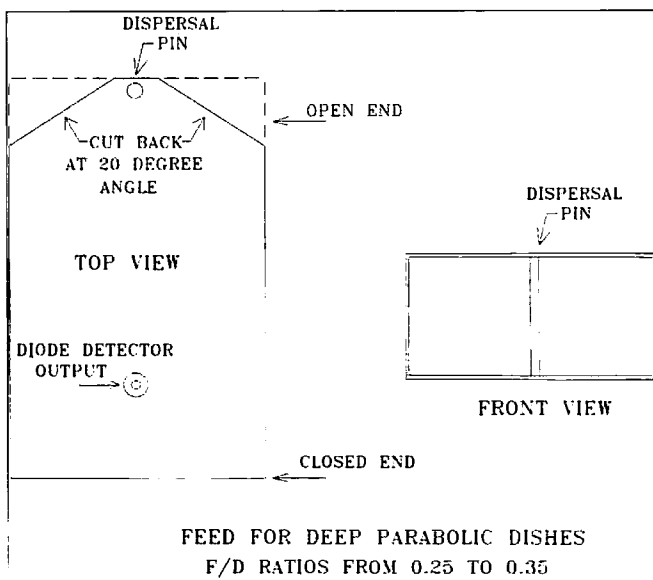 DISPERSAL
PIN
OPEN END
CUT BACK
AT 20 DEGREE
ANGLE
DISPERSAL
PIN
TOP VIEW
DIODE DETECTOR
OUTPUT
FRONT VIEW
CLOSED END
FEED FOR DEEP PARABOLIC DISHES
F/D RATIOS FROM 0.25 TO 0.35